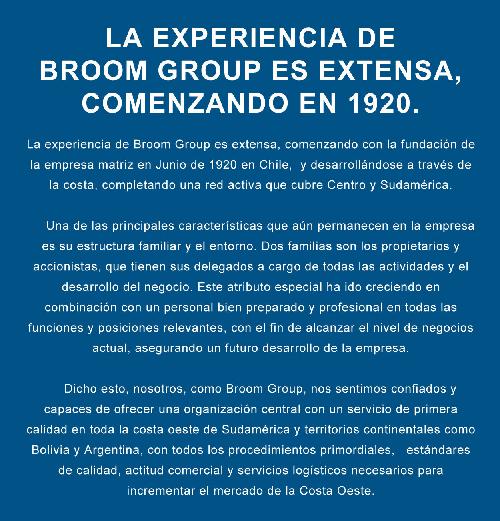 LA EXPERIENCIA DE
BROOM GROUP ES EXTENSA,
COMENZANDO EN 1920.
La experiencia de Broom Group es extensa, comenzando con la fundación de
la empresa matriz en Junio de 1920 en Chile, y desarrollándose a través de
la costa, completando una red activa que cubre Centro y Sudamérica.
Una de las principales características que aún permanecen en la empresa
es su estructura familiar y el entorno. Dos familias son los propietarios y
accionistas, que tienen sus delegados a cargo de todas las actividades y el
desarrollo del negocio. Este atributo especial ha ido creciendo en
combinación con un personal bien preparado y profesional en todas las
funciones y posiciones relevantes, con el fin de alcanzar el nivel de negocios
actual, asegurando un futuro desarrollo de la empresa.
Dicho esto, nosotros, como Broom Group, nos sentimos confiados y
capaces de ofrecer una organización central con un servicio de primera
calidad en toda la costa oeste de Sudamérica y territorios continentales como
Bolivia y Argentina, con todos los procedimientos primordiales, estándares
de calidad, actitud comercial y servicios logísticos necesarios para
incrementar el mercado de la Costa Oeste.